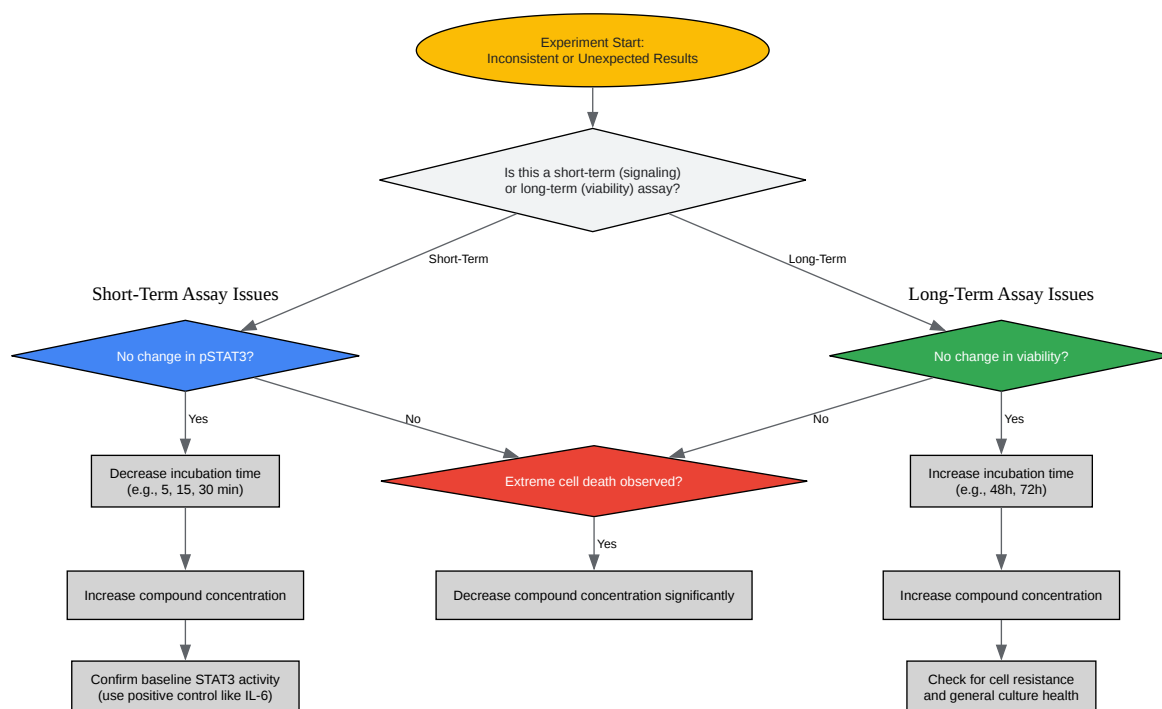 Experiment Start:
Inconsistent or Unexpected Results
Is this a short-term (signaling)
or long-term (viability) assay?
Short-Term
Long-Term
Short-Term Assay Issues
Long-Term Assay Issues
No change in pSTAT3?
No change in viability?
Yes
No
No
Yes
Decrease incubation time
(e.g., 5, 15, 30 min)
Extreme cell death observed?
Increase incubation time
(e.g., 48h, 72h)
Yes
Increase compound concentration
Decrease compound concentration significantly
Increase compound concentration
Confirm baseline STAT3 activity
(use positive control like IL-6)
Check for cell resistance
and general culture health